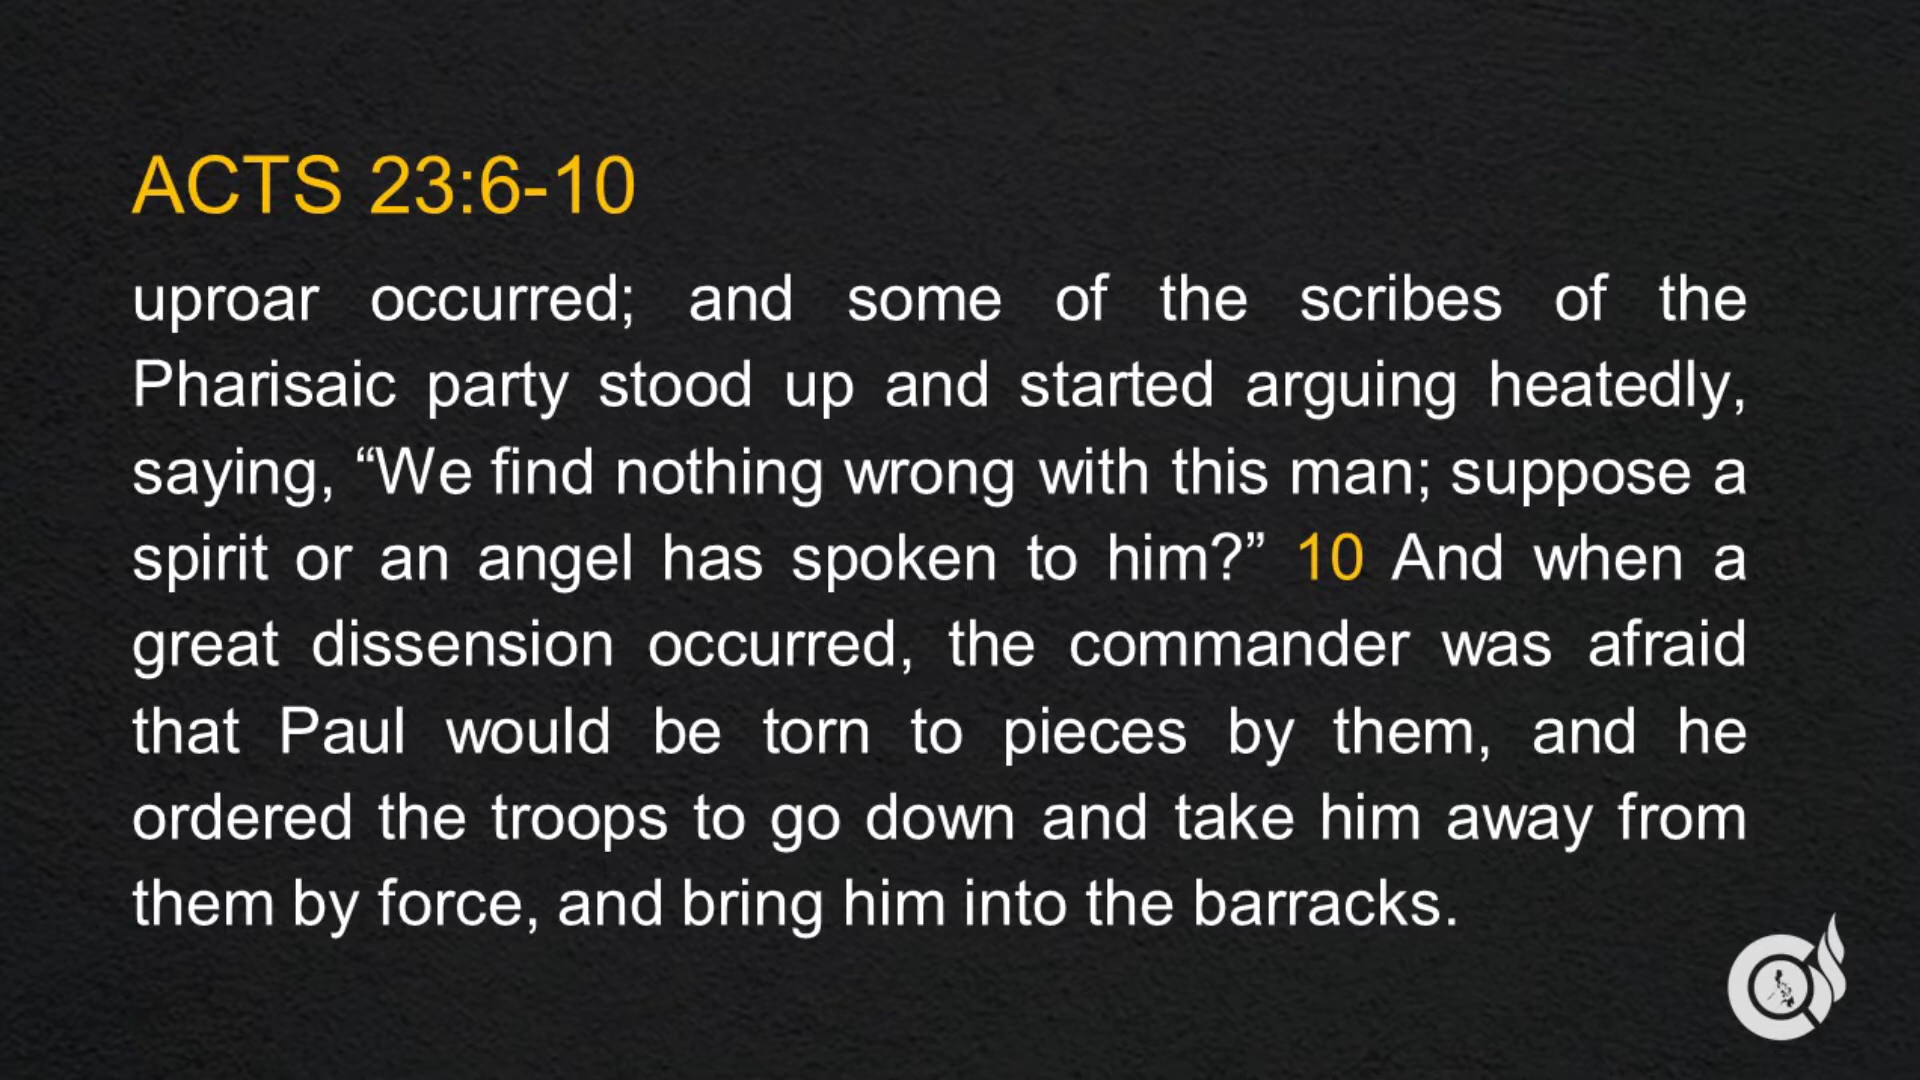 ACTS 23:6-10
uproar occurred; and some of the scribes of the
Pharisaic party stood up and started arguing heatedly,
saying, “We find nothing wrong with this man; suppose a
spirit or an angel has spoken to him?” 10 And when a
great dissension occurred, the commander was afraid
that Paul would be torn to pieces by them, and he
ordered the troops to go down and take him away from
them by force, and bring him into the barracks.